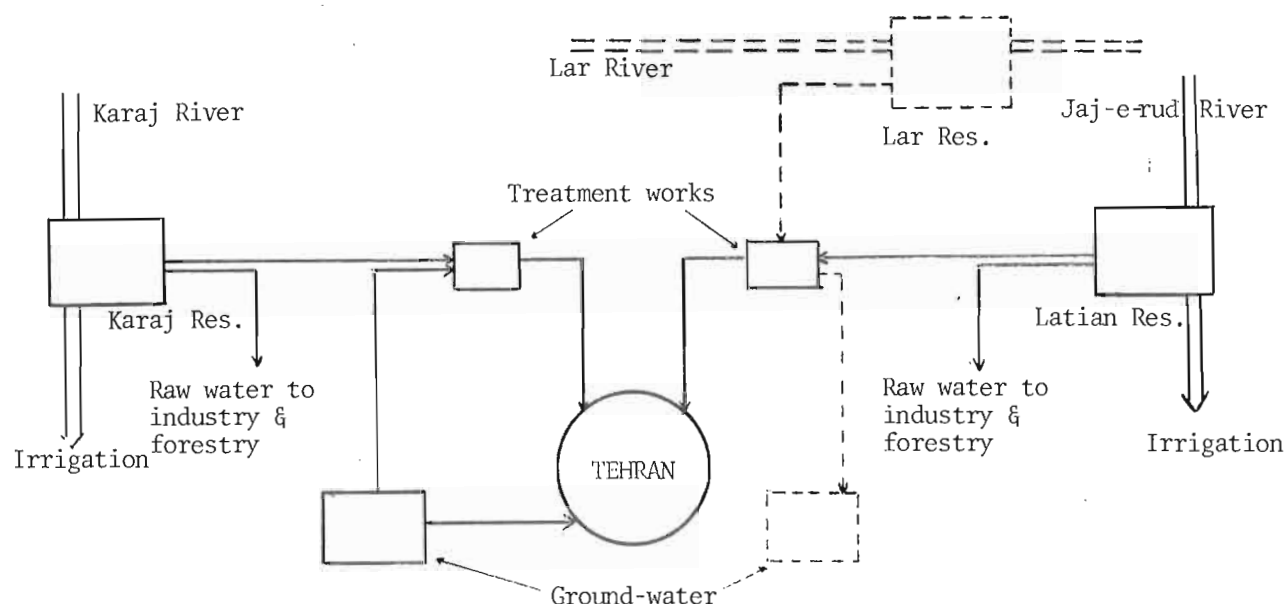 Lar River
Karaj River
Lar Res.
Jaj-e-rud River
Treatment works
Karaj Res.
Latian Res.
Raw water to
industry &
forestry
Raw water to
industry &
forestry
Irrigation
TEHRAN
Irrigation
Ground-water